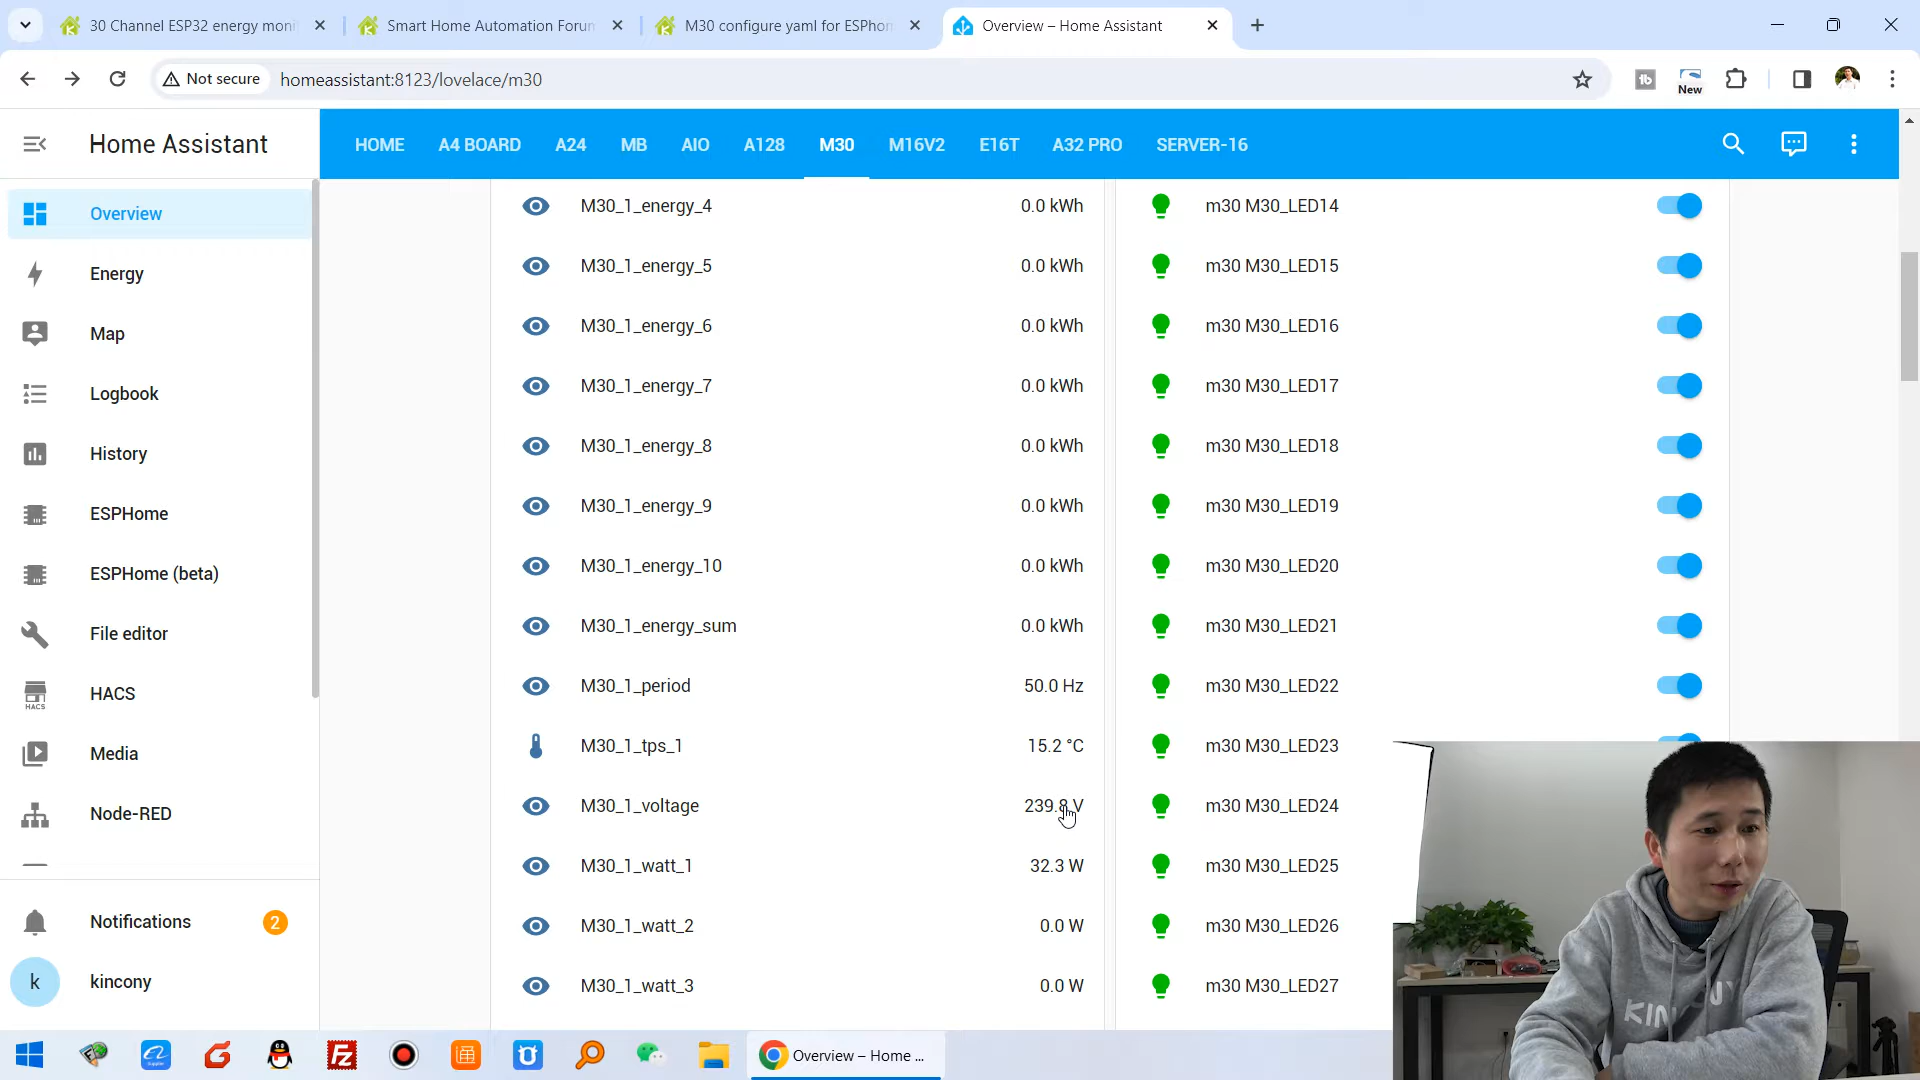 30 Channel ESP32 energy moni
Smart Home Automation Forum
M30 configure yaml for ESPhom
Overview – Home Assistant
Not secure
homeassistant:8123/lovelace/m30
New
Home Assistant
HOME
A4 BOARD
A24
MB
AIO
A128
M30
M16V2
E16T
A32 PRO
SERVER-16
Overview
Energy
Map
Logbook
History
ESPHome
ESPHome (beta)
File editor
HACS
HACS
Media
Node-RED
Notifications
2
k
kincony
M30_1_energy_4 0.0 kWh
M30_1_energy_5 0.0 kWh
M30_1_energy_6 0.0 kWh
M30_1_energy_7 0.0 kWh
M30_1_energy_8 0.0 kWh
M30_1_energy_9 0.0 kWh
M30_1_energy_10 0.0 kWh
M30_1_energy_sum 0.0 kWh
M30_1_period 50.0 Hz
M30_1_tps_1 15.2 °C
M30_1_voltage 239.8 V
M30_1_watt_1 32.3 W
M30_1_watt_2 0.0 W
M30_1_watt_3 0.0 W
m30 M30_LED14
m30 M30_LED15
m30 M30_LED16
m30 M30_LED17
m30 M30_LED18
m30 M30_LED19
m30 M30_LED20
m30 M30_LED21
m30 M30_LED22
m30 M30_LED23
m30 M30_LED24
m30 M30_LED25
m30 M30_LED26
m30 M30_LED27
Overview – Home ...